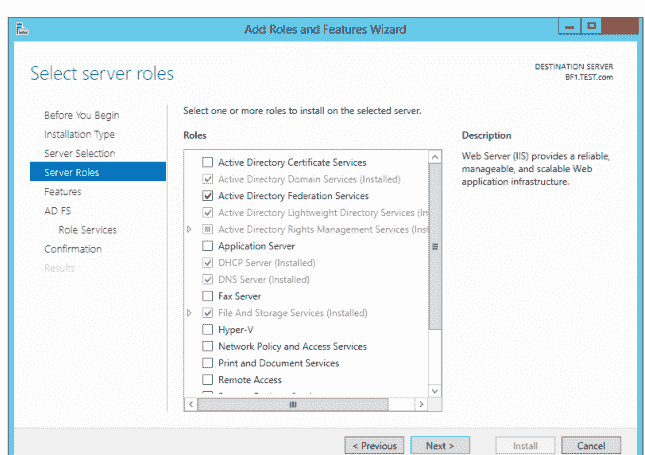 Add Roles and Features Wizard
Select server roles
DESTINATION SERVER
BF1.TEST.com
Before You Begin
Installation Type
Server Selection
Server Roles
Features
AD FS
Role Services
Confirmation
Results
Select one or more roles to install on the selected server.
Roles
Active Directory Certificate Services
Active Directory Domain Services (Installed)
Active Directory Federation Services
Active Directory Lightweight Directory Services (In
Active Directory Rights Management Services (Inst
Application Server
DHCP Server (Installed)
DNS Server (Installed)
Fax Server
File And Storage Services (Installed)
Hyper-V
Network Policy and Access Services
Print and Document Services
Remote Access
Description
Web Server (IIS) provides a reliable,
manageable, and scalable Web
application infrastructure.
< Previous
Next >
Install
Cancel